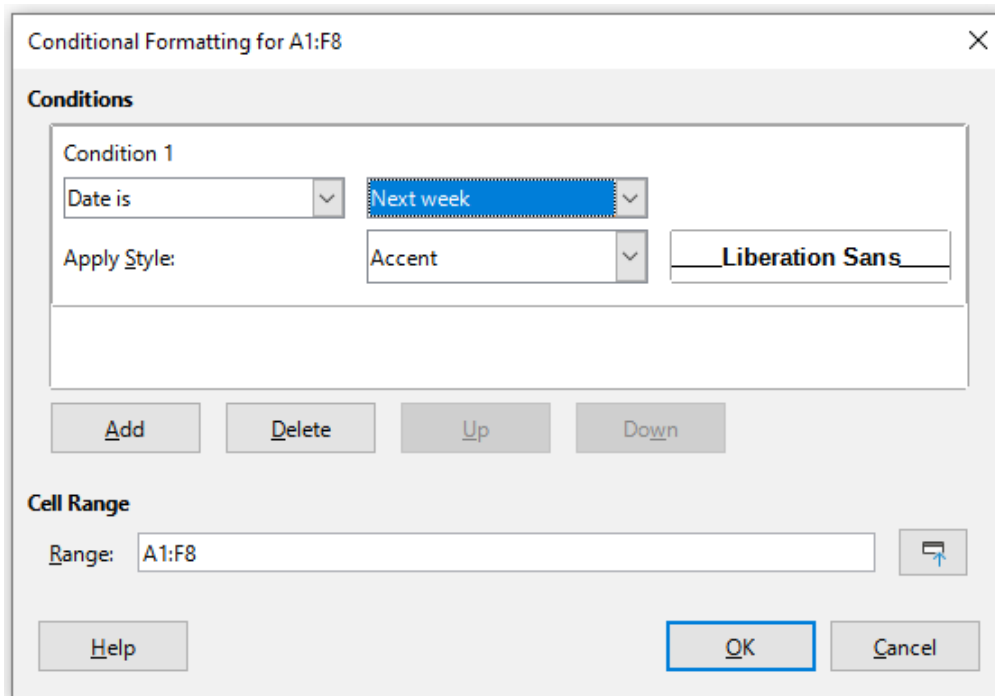 Conditional Formatting for A1:F8
Conditions
Condition 1
Date is Next week
Apply Style: Accent Liberation Sans
Add Delete Up Down
Cell Range
Range: A1:F8
Help OK Cancel